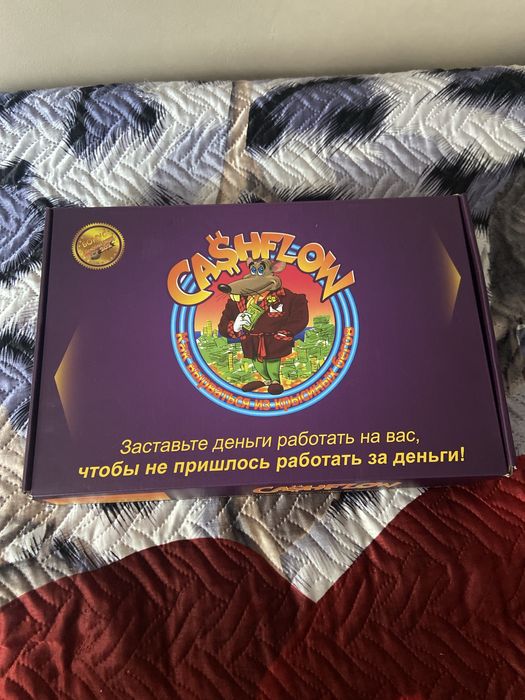 CA$HFLOW
Как вырваться из крысиных бегов
Заставьте деньги работать на вас,
чтобы не пришлось работать за деньги!
CA$HFLOW